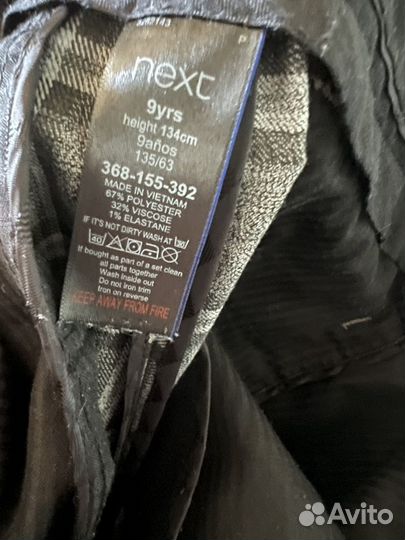 next
9yrs
height 134cm
9años
135/63
368-155-392
MADE IN VIETNAM
67% POLYESTER
32% VISCOSE
1% ELASTANE
IF IT'S NOT DIRTY WASH AT 30
40
If bought as part of a set clean
all parts together
Wash inside out
Do not iron trim
Iron on reverse
KEEP AWAY FROM FIRE
Avito